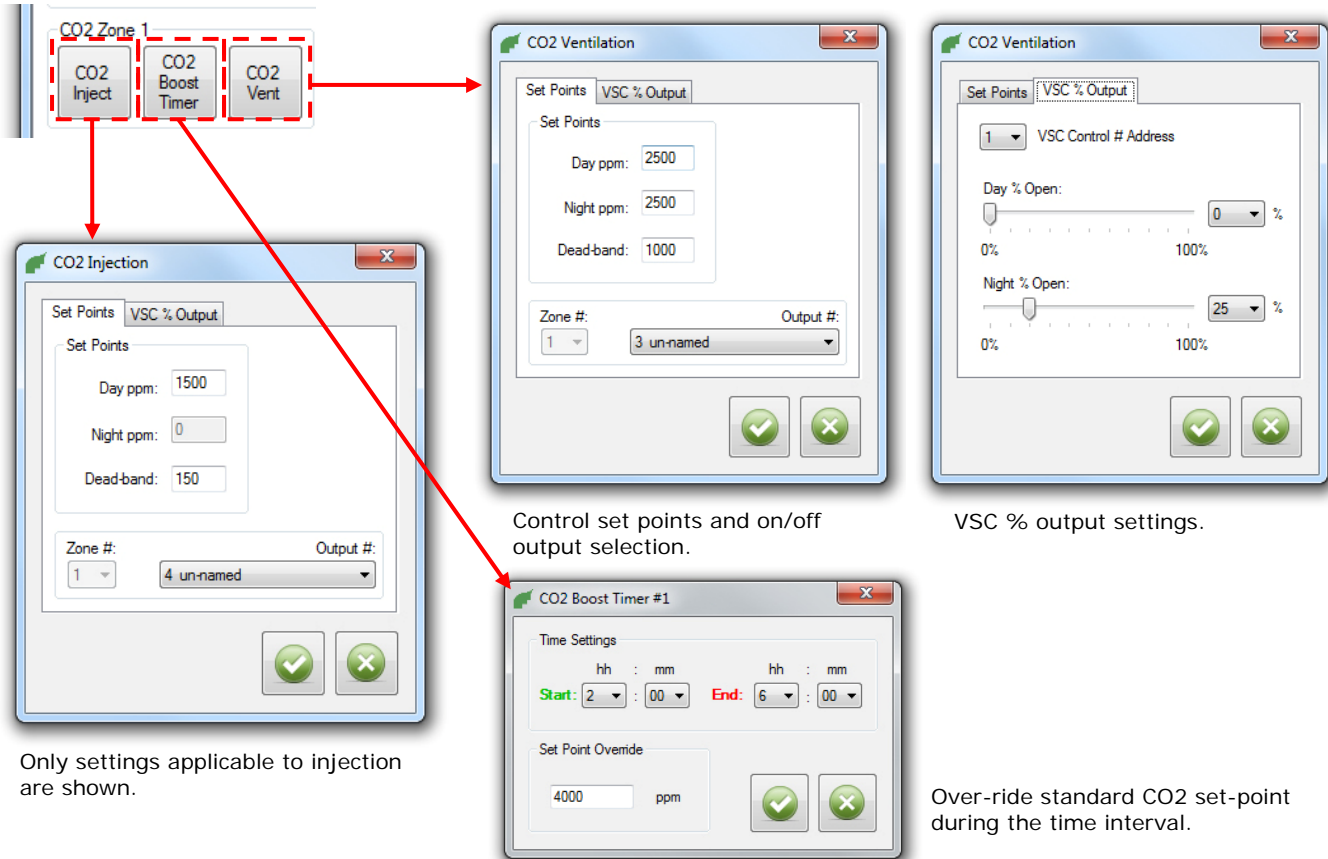 CO2 Zone 1
CO2
Inject
CO2
Boost
Timer
CO2
Vent
CO2 Ventilation
Set Points VSC % Output
Set Points
Day ppm: 2500
Night ppm: 2500
Dead-band: 1000
Zone #: Output #:
1 3 un-named
Control set points and on/off
output selection.
CO2 Ventilation
Set Points VSC % Output
1 VSC Control # Address
Day % Open:
0 %
0% 100%
Night % Open:
25 %
0% 100%
VSC % output settings.
CO2 Injection
Set Points VSC % Output
Set Points
Day ppm: 1500
Night ppm: 0
Dead-band: 150
Zone #: Output #:
1 4 un-named
Only settings applicable to injection
are shown.
CO2 Boost Timer #1
Time Settings
hh : mm hh : mm
Start: 2 : 00 End: 6 : 00
Set Point Override
4000 ppm
Over-ride standard CO2 set-point
during the time interval.